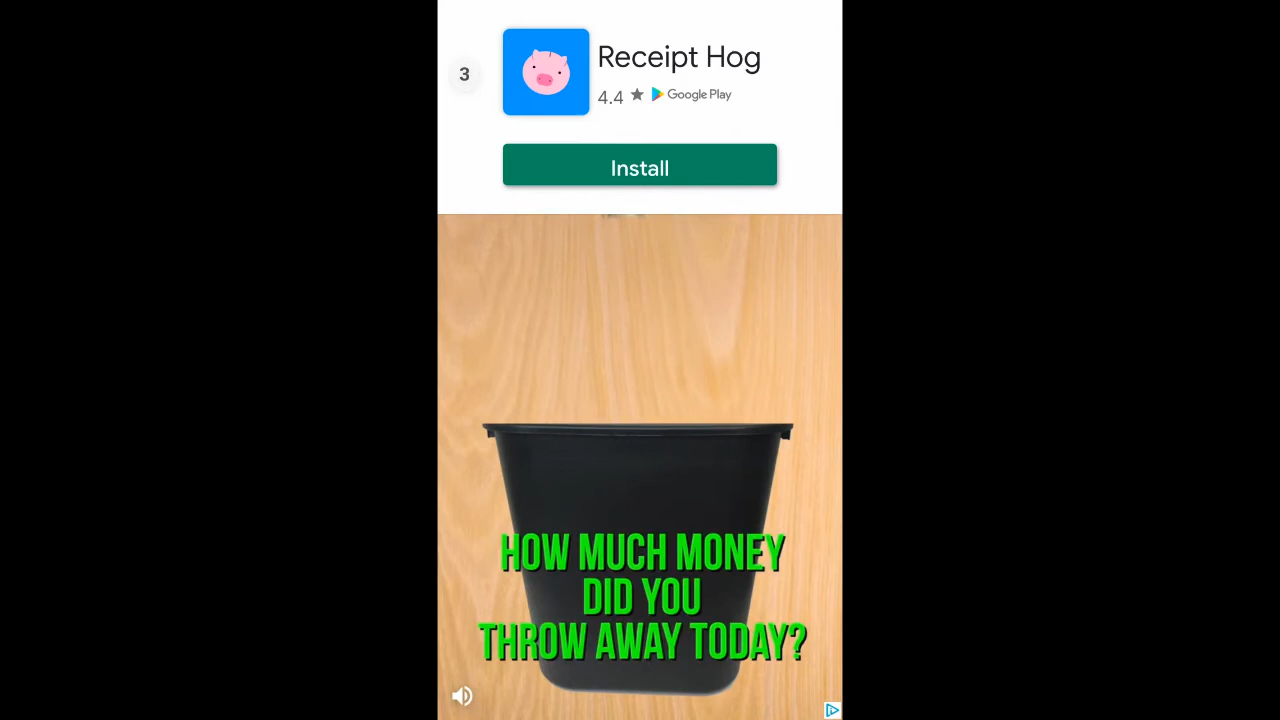 3
Receipt Hog
4.4 ★ Google Play
Install
HOW MUCH MONEY
DID YOU
THROW AWAY TODAY?